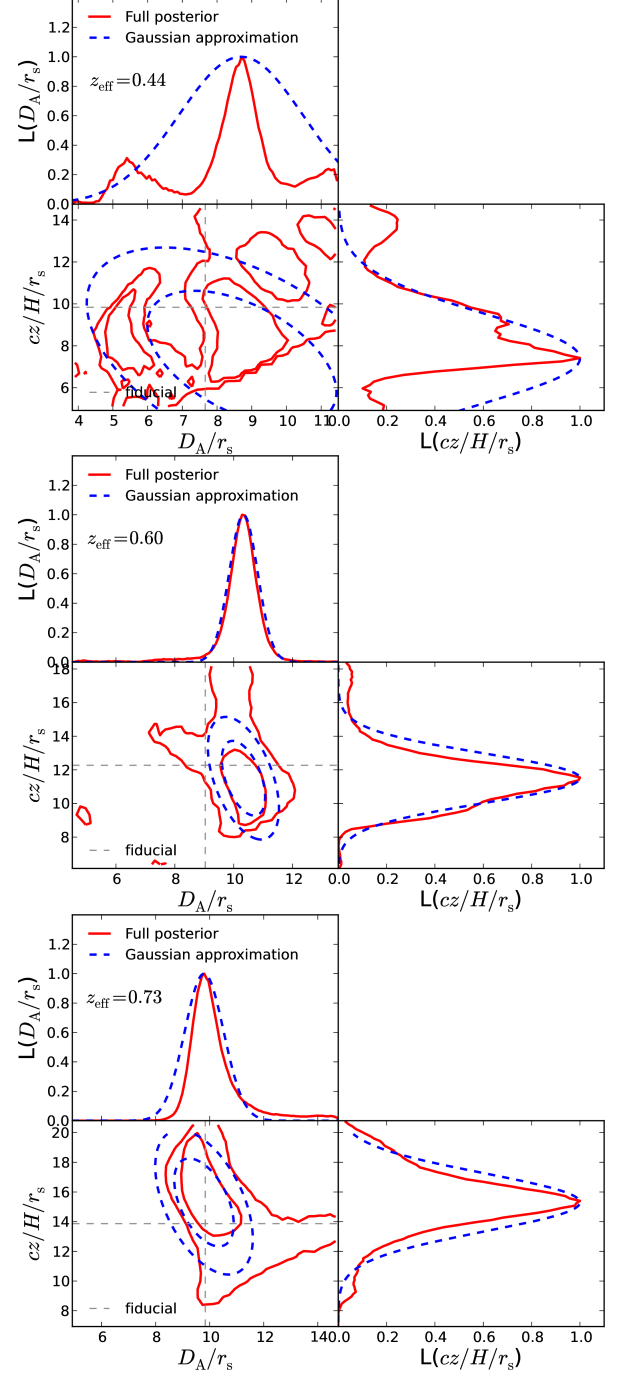 Full posterior
Gaussian approximation
z_eff=0.44
L(D_A/r_s)
1.2
1.0
0.8
0.6
0.4
0.2
0.0
cz/H/r_s
14
12
10
8
6
fiducial
4 5 6 7 8 9 10 11 0.0 0.2 0.4 0.6 0.8 1.0
D_A/r_s L(cz/H/r_s)
Full posterior
Gaussian approximation
z_eff=0.60
L(D_A/r_s)
1.2
1.0
0.8
0.6
0.4
0.2
0.0
cz/H/r_s
18
16
14
12
10
8
fiducial
6 8 10 12 0.0 0.2 0.4 0.6 0.8 1.0
D_A/r_s L(cz/H/r_s)
Full posterior
Gaussian approximation
z_eff=0.73
L(D_A/r_s)
1.2
1.0
0.8
0.6
0.4
0.2
0.0
cz/H/r_s
20
18
16
14
12
10
8
fiducial
6 8 10 12 14 0.0 0.2 0.4 0.6 0.8 1.0
D_A/r_s L(cz/H/r_s)